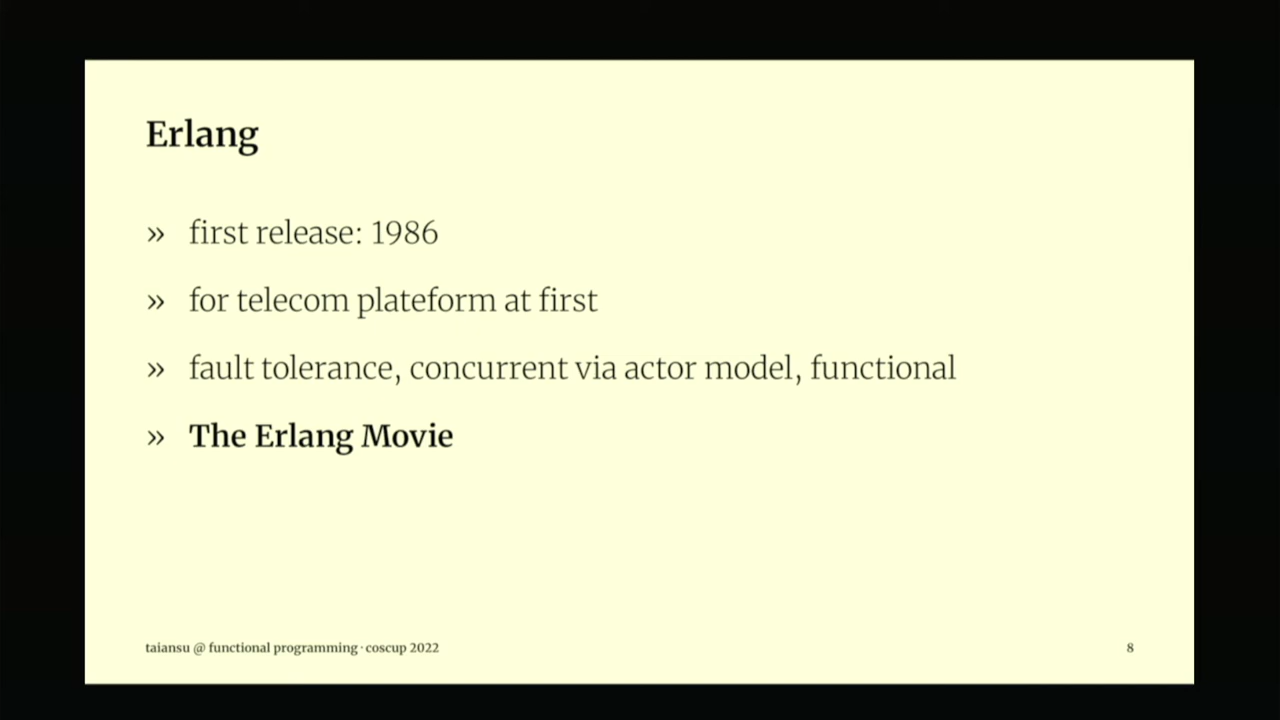 Erlang
» first release: 1986
» for telecom plateform at first
» fault tolerance, concurrent via actor model, functional
» The Erlang Movie
taiansu @ functional programming · coscup 2022
8